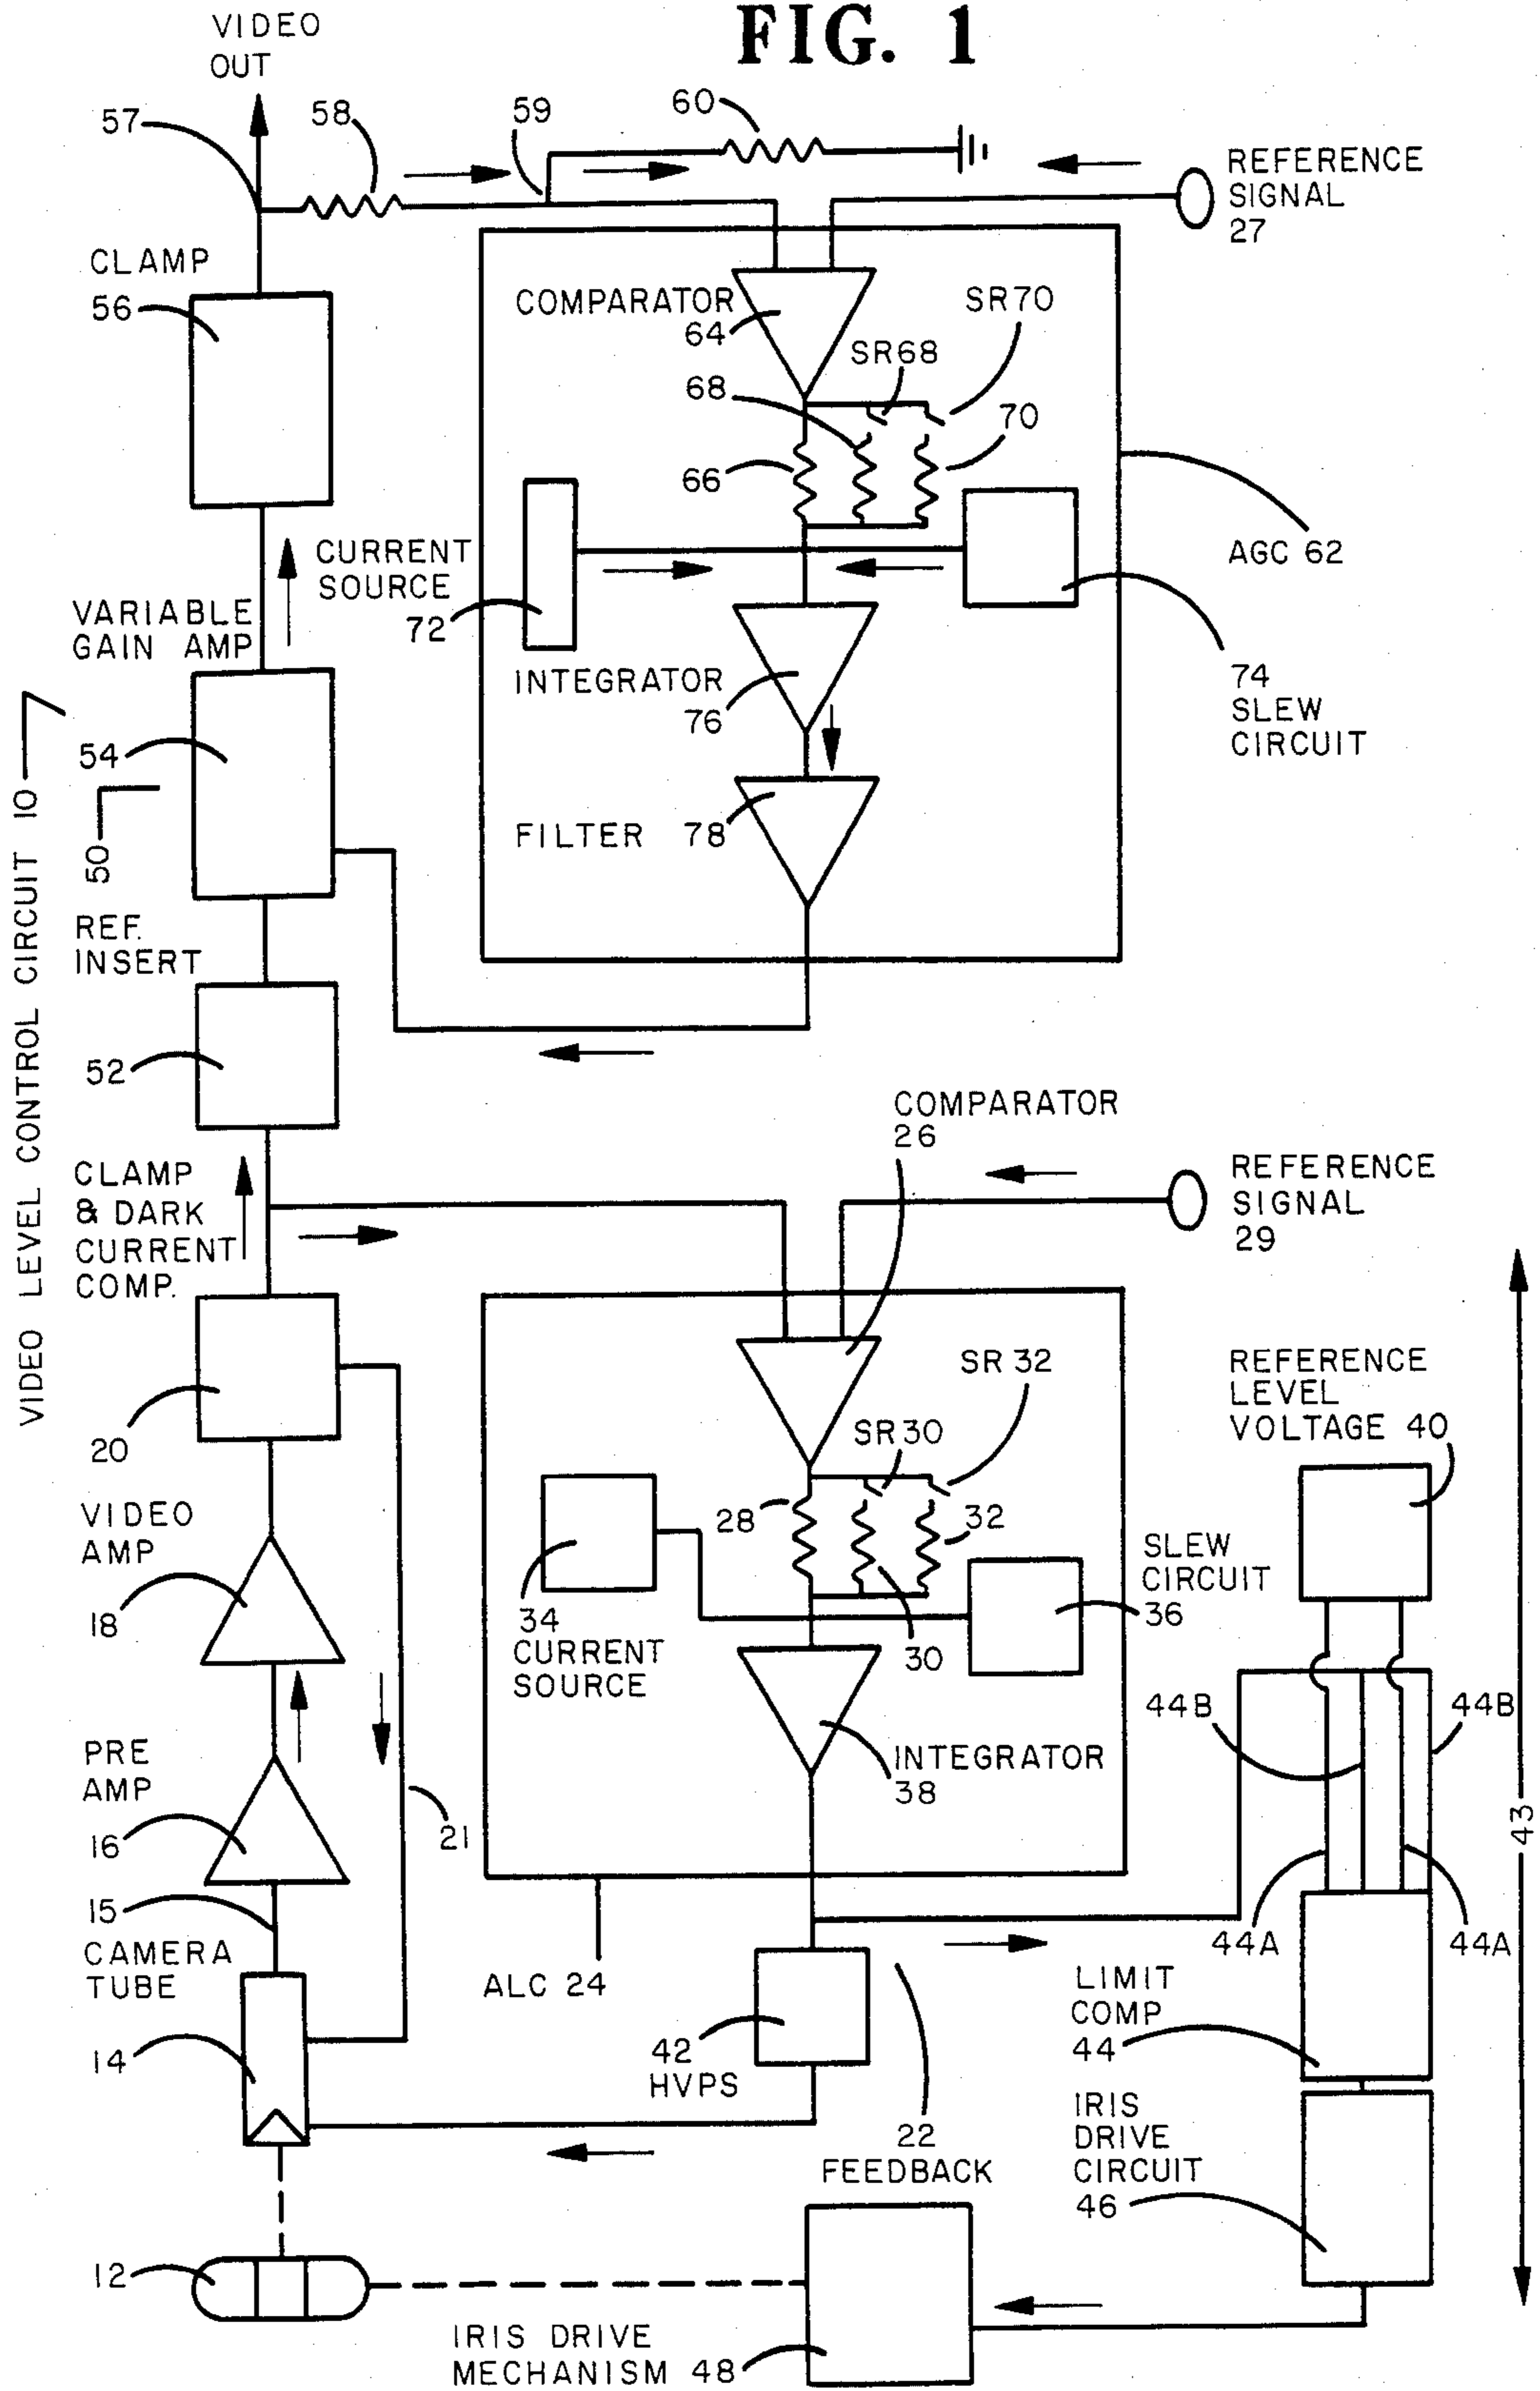 FIG. 1
VIDEO
OUT
57
58
59
60
REFERENCE
SIGNAL
27
CLAMP
56
COMPARATOR
64
SR70
SR68
68
70
66
CURRENT
SOURCE
72
AGC 62
VARIABLE
GAIN AMP
INTEGRATOR
76
74
SLEW
CIRCUIT
54
50
FILTER 78
VIDEO LEVEL CONTROL CIRCUIT 10
REF.
INSERT
52
COMPARATOR
26
CLAMP
& DARK
CURRENT
COMP.
REFERENCE
SIGNAL
29
20
SR 32
SR30
REFERENCE
LEVEL
VOLTAGE 40
VIDEO
AMP
18
28
32
34
CURRENT
SOURCE
30
SLEW
CIRCUIT
36
44B
44B
PRE
AMP
16
21
INTEGRATOR
38
43
15
44A
44A
CAMERA
TUBE
14
ALC 24
LIMIT
COMP
44
42
HVPS
22
FEEDBACK
IRIS
DRIVE
CIRCUIT
46
12
IRIS DRIVE
MECHANISM 48